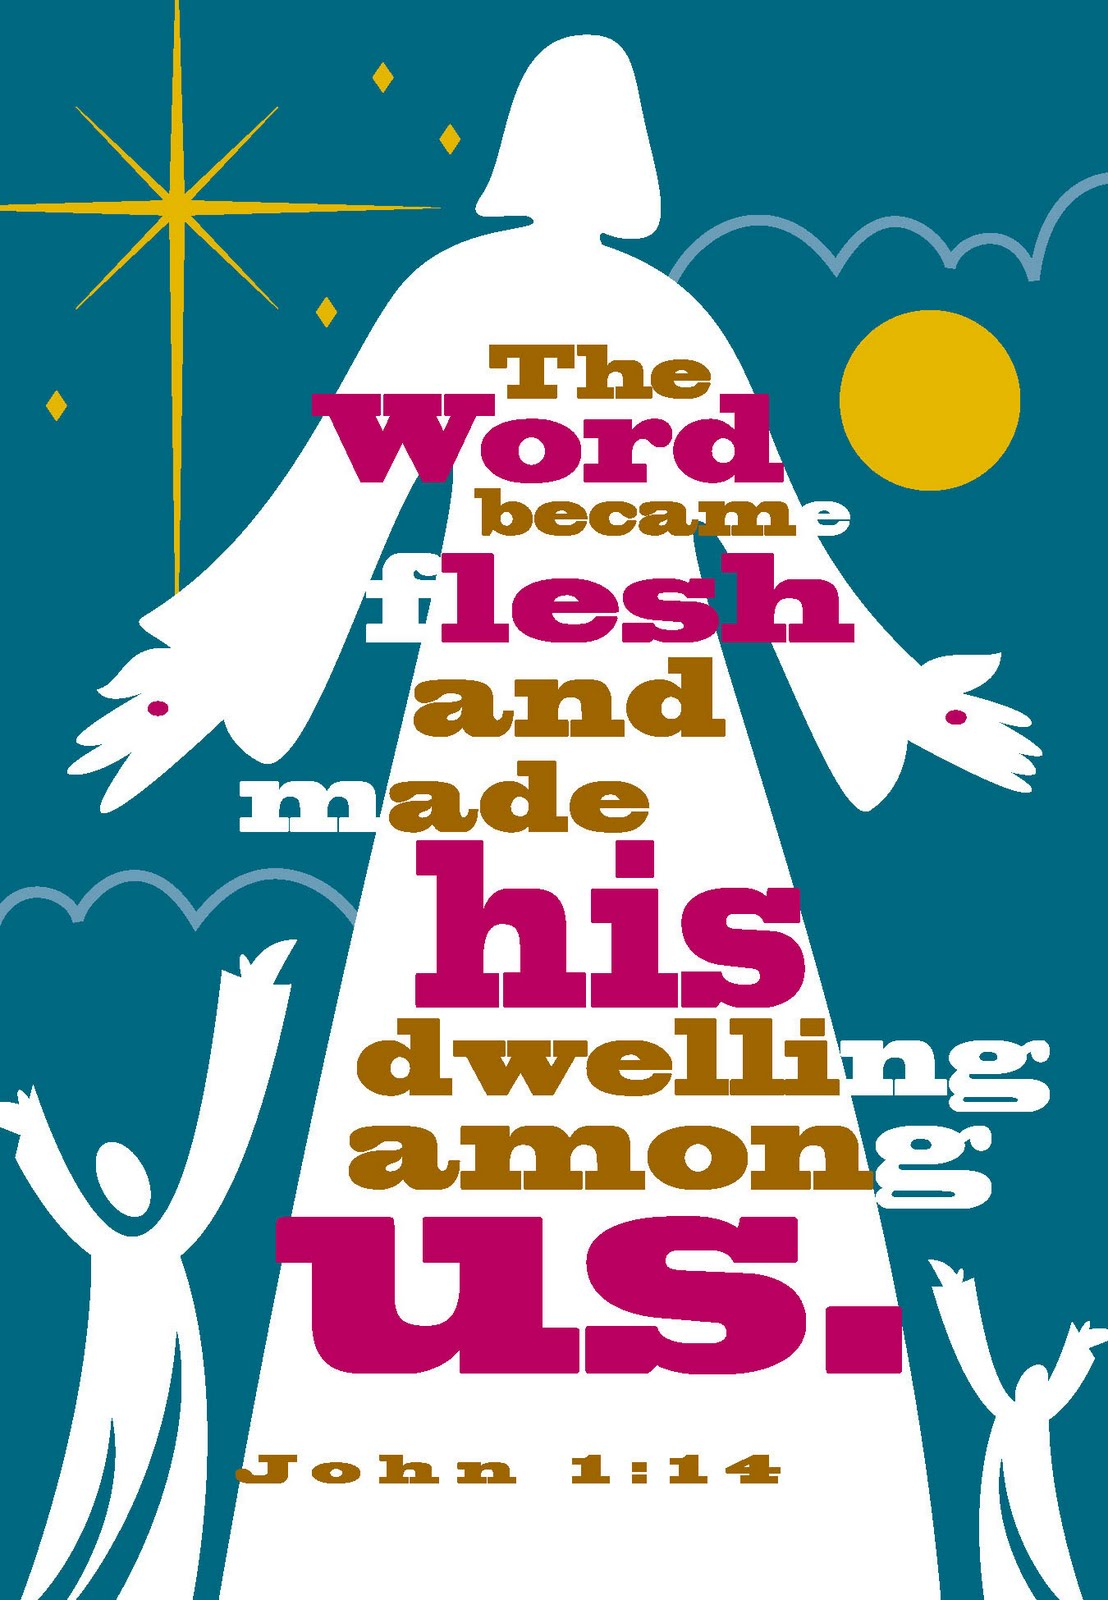 The
Word
became
flesh
and
made
his
dwelling
among
us.
John 1:14